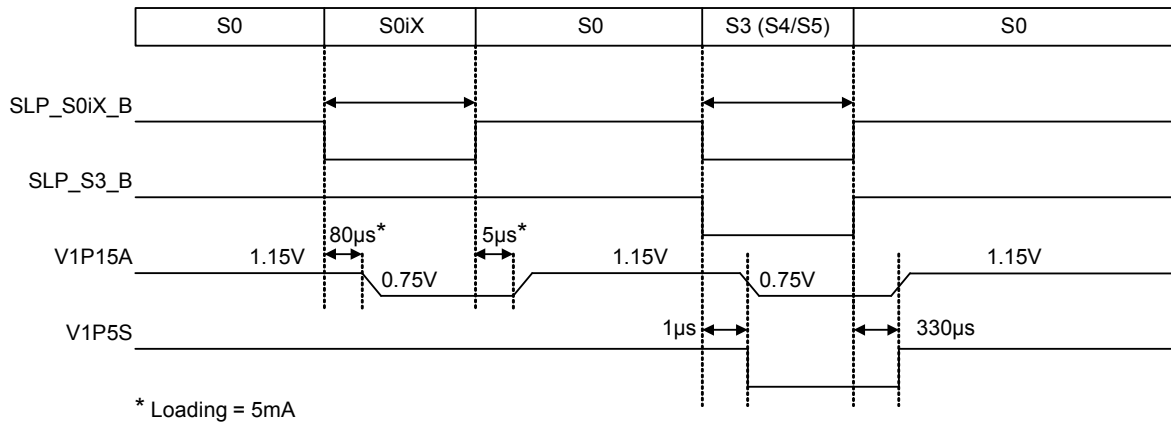 S0 S0iX S0 S3 (S4/S5) S0
SLP_S0iX_B
SLP_S3_B
80µs* 5µs*
V1P15A 1.15V 0.75V 1.15V 0.75V 1.15V
V1P5S 1µs 330µs
* Loading = 5mA